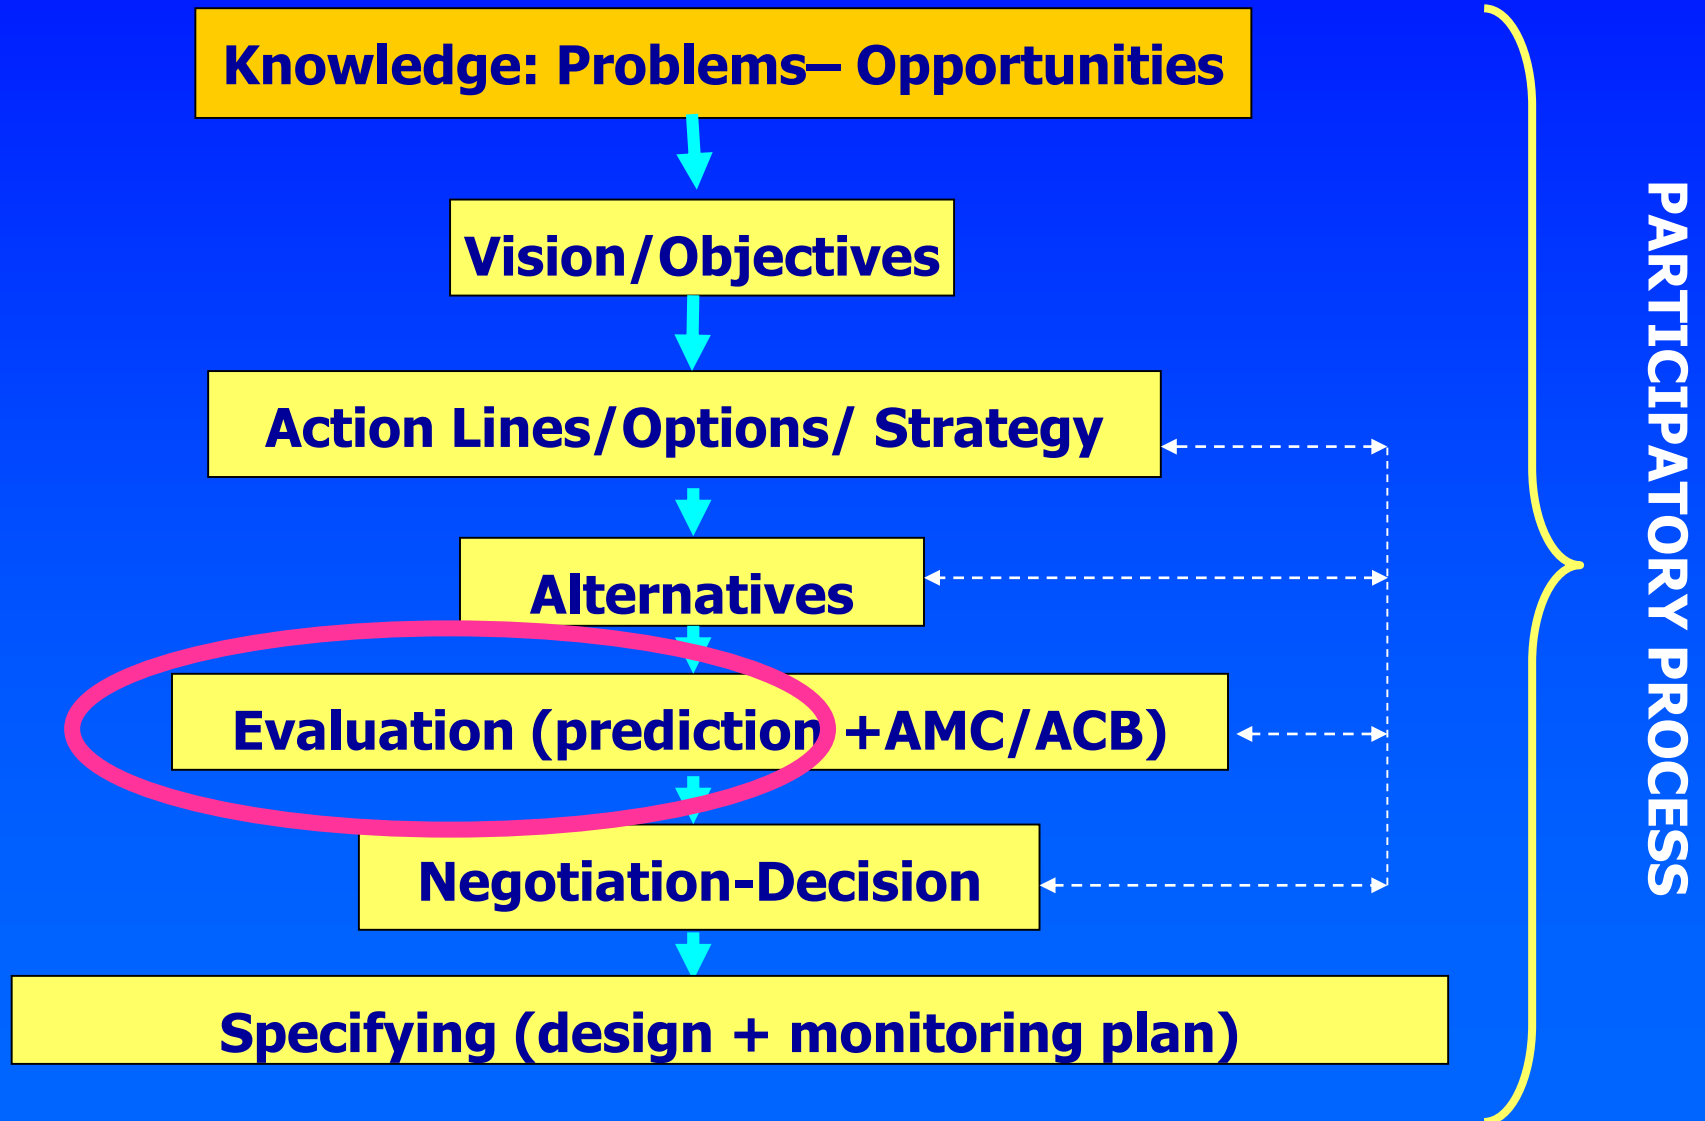 Knowledge: Problems– Opportunities
Vision/Objectives
Action Lines/Options/ Strategy
Alternatives
Evaluation (prediction +AMC/ACB)
Negotiation-Decision
Specifying (design + monitoring plan)
PARTICIPATORY PROCESS